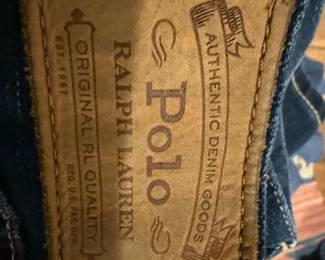 AUTHENTIC DENIM GOODS
Polo
RALPH LAUREN
EST. 1967
ORIGINAL RL QUALITY
REG. U.S. PAT. OFF.